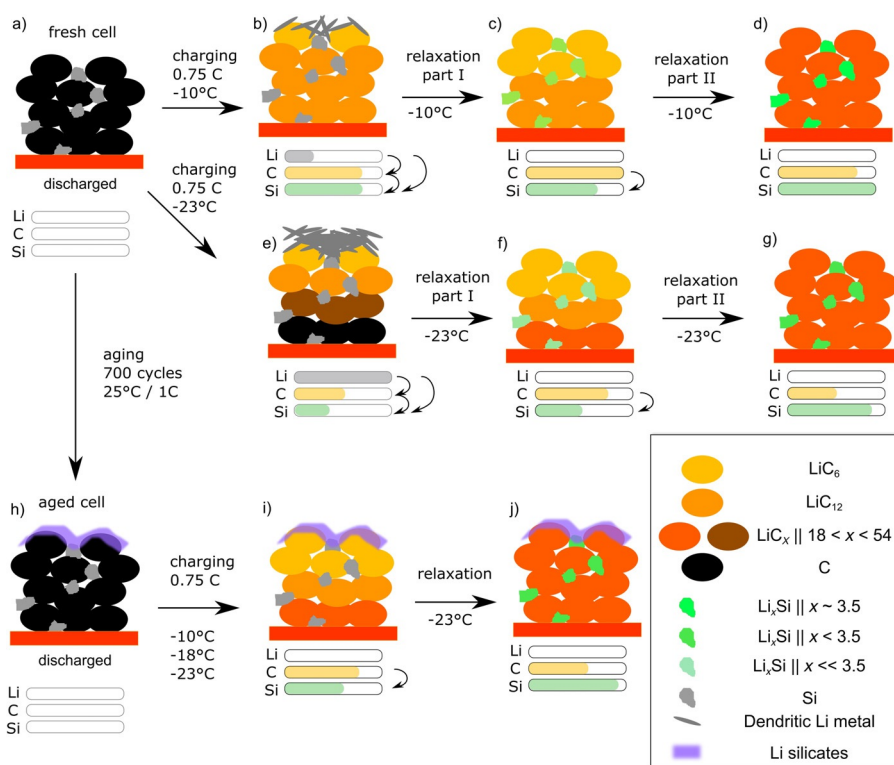 a)
fresh cell
discharged
Li
C
Si
charging
0.75 C
-10°C
b)
Li
C
Si
relaxation
part I
-10°C
c)
Li
C
Si
relaxation
part II
-10°C
d)
Li
C
Si
charging
0.75 C
-23°C
e)
Li
C
Si
relaxation
part I
-23°C
f)
Li
C
Si
relaxation
part II
-23°C
g)
Li
C
Si
aging
700 cycles
25°C / 1C
h)
aged cell
discharged
Li
C
Si
charging
0.75 C
-10°C
-18°C
-23°C
i)
Li
C
Si
relaxation
-23°C
j)
Li
C
Si
LiC₆
LiC₁₂
LiCₓ || 18 < x < 54
C
LiₓSi || x ~ 3.5
LiₓSi || x < 3.5
LiₓSi || x << 3.5
Si
Dendritic Li metal
Li silicates